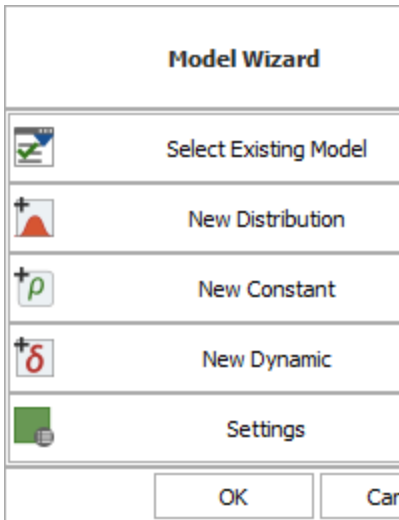 Model Wizard
Select Existing Model
+
New Distribution
+ρ
New Constant
+δ
New Dynamic
Settings
OK